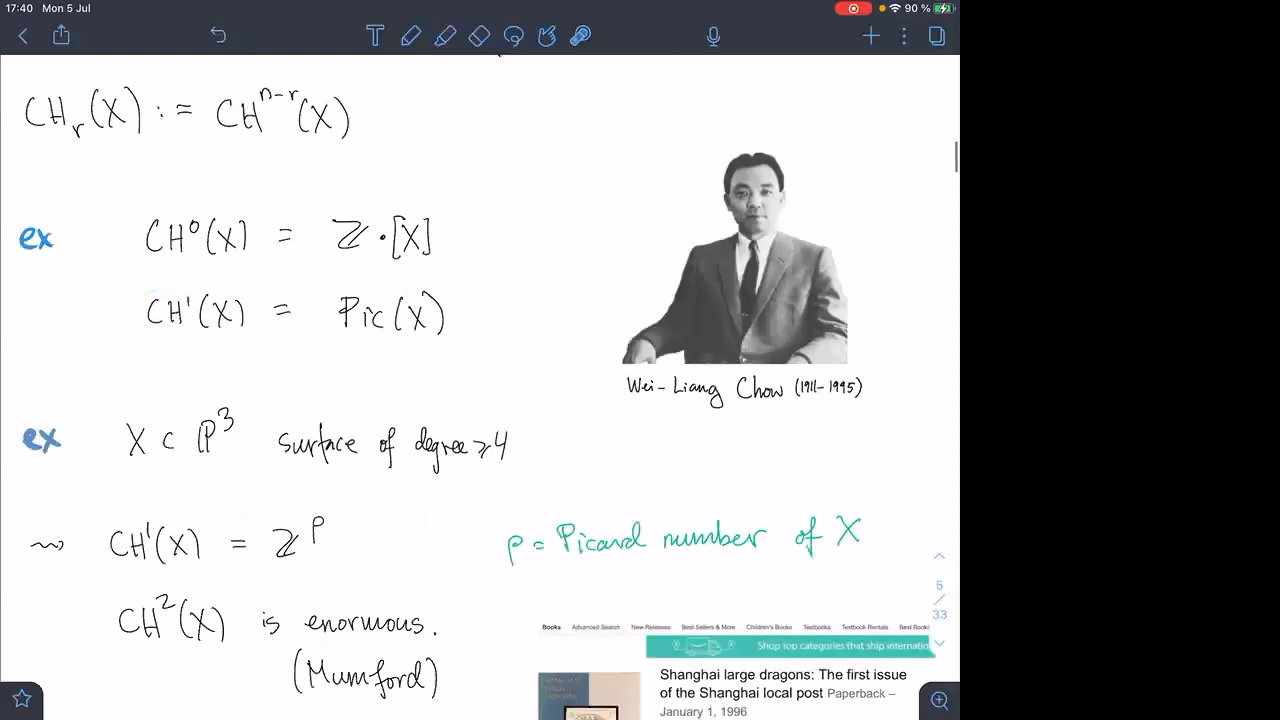 17:40 Mon 5 Jul
90 %
CH_r(X) := CH^{n-r}(X)
ex CH^0(X) = ℤ·[X]
CH^1(X) = Pic(X)
Wei-Liang Chow (1911-1995)
ex X ⊂ ℙ^3 surface of degree ≥ 4
⇝ CH^1(X) = ℤ^ρ ρ = Picard number of X
CH^2(X) is enormous.
(Mumford)
5
/
33
Books Advanced Search New Releases Best Sellers & More Children's Books Textbooks Textbook Rentals Best Book
Shop top categories that ship internatio
Shanghai large dragons: The first issue
of the Shanghai local post Paperback –
January 1, 1996